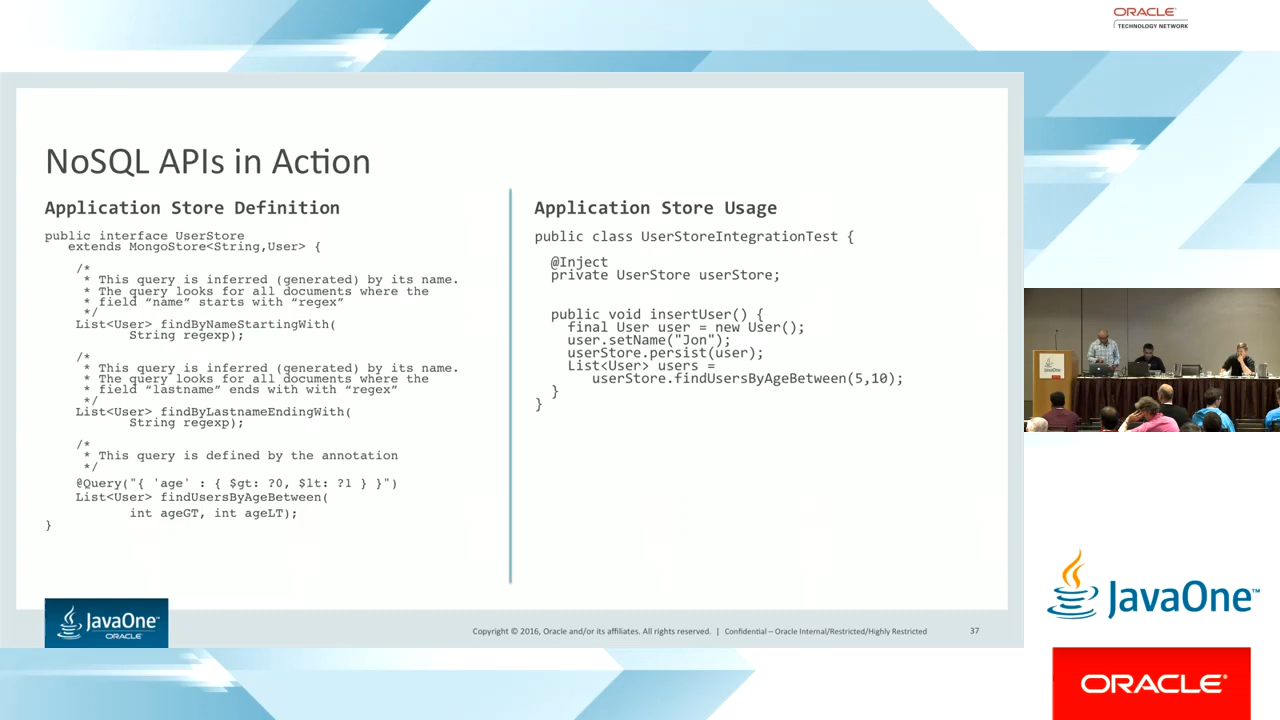 ORACLE
TECHNOLOGY NETWORK
NoSQL APIs in Action
Application Store Definition
public interface UserStore
extends MongoStore<String,User> {
/*
* This query is inferred (generated) by its name.
* The query looks for all documents where the
* field “name” starts with “regex”
*/
List<User> findByNameStartingWith(
String regexp);
/*
* This query is inferred (generated) by its name.
* The query looks for all documents where the
* field “lastname” ends with with “regex”
*/
List<User> findByLastnameEndingWith(
String regexp);
/*
* This query is defined by the annotation
*/
@Query("{ 'age' : { $gt: ?0, $lt: ?1 } }")
List<User> findUsersByAgeBetween(
int ageGT, int ageLT);
}
Application Store Usage
public class UserStoreIntegrationTest {
@Inject
private UserStore userStore;
public void insertUser() {
final User user = new User();
user.setName("Jon");
userStore.persist(user);
List<User> users =
userStore.findUsersByAgeBetween(5,10);
}
}
JavaOne™
ORACLE
Copyright © 2016, Oracle and/or its affiliates. All rights reserved. | Confidential – Oracle Internal/Restricted/Highly Restricted
37
JavaOne™
ORACLE®